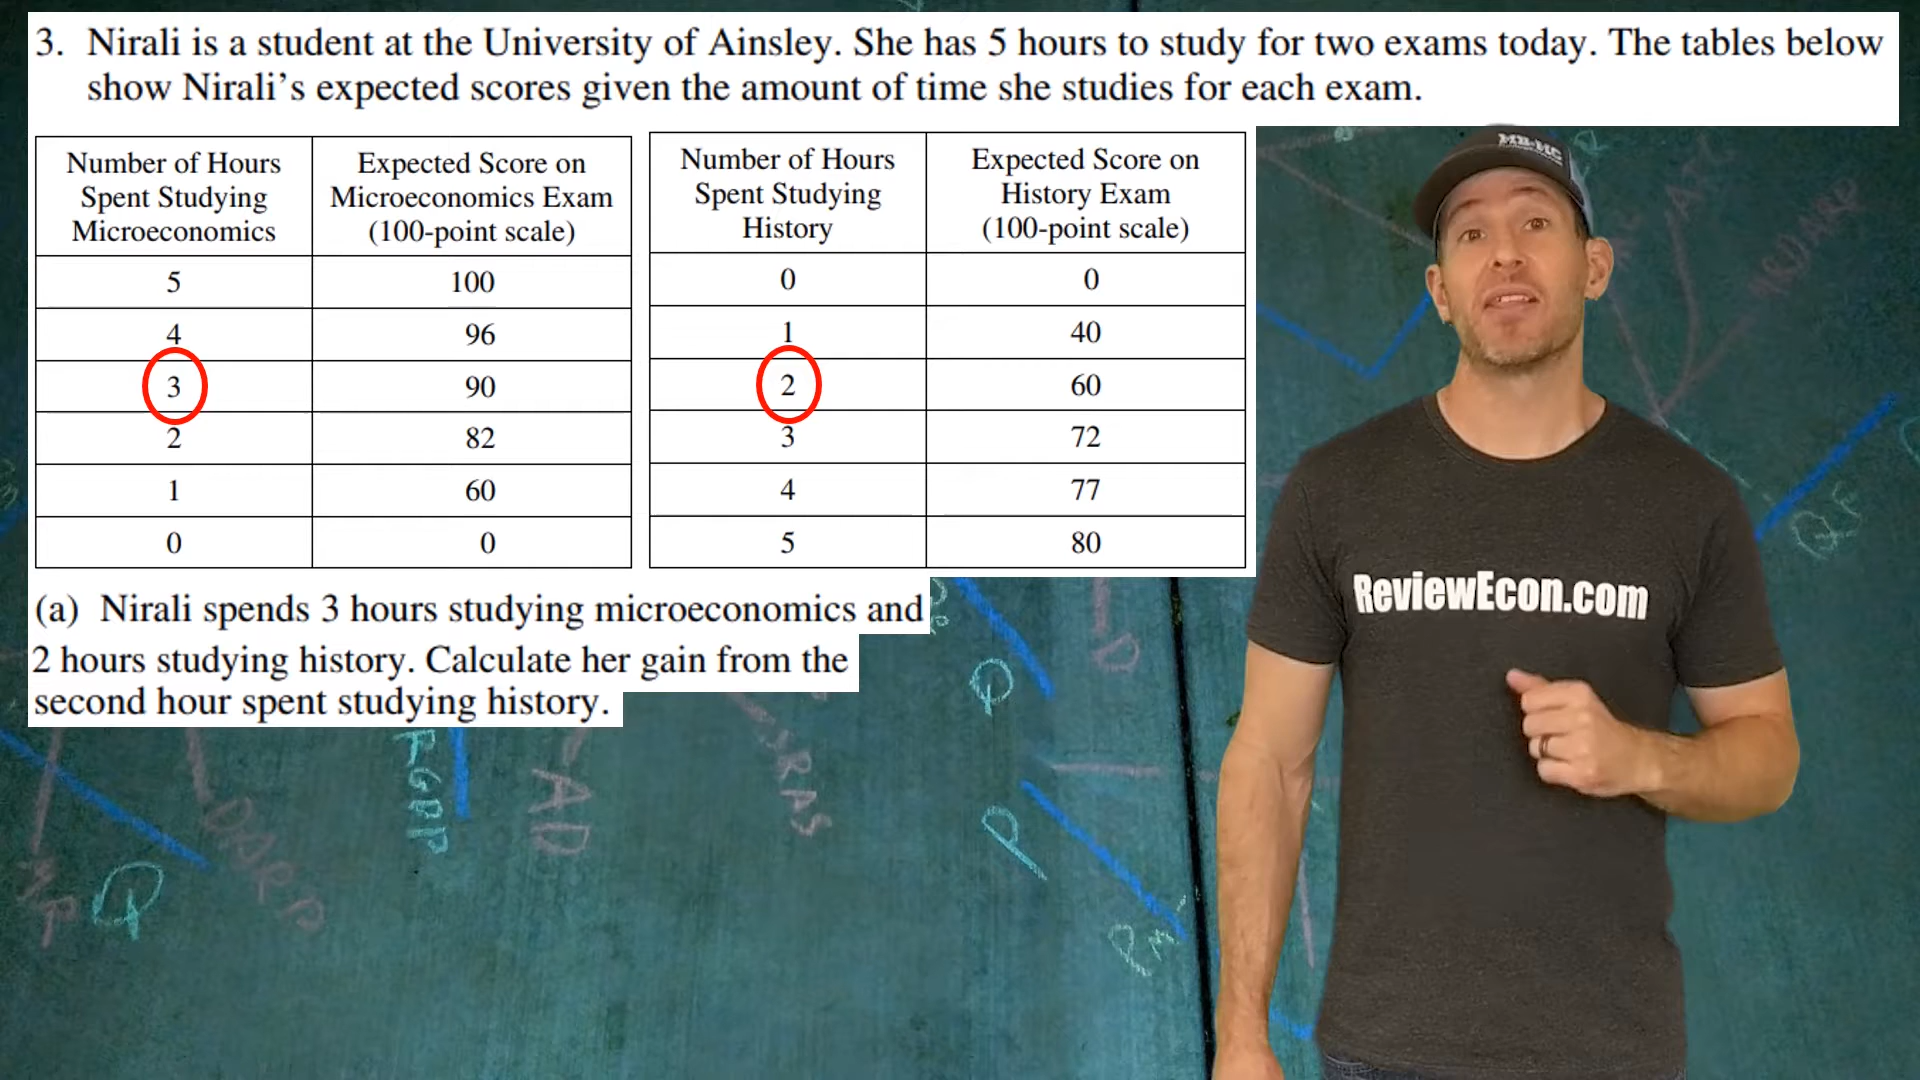 3. Nirali is a student at the University of Ainsley. She has 5 hours to study for two exams today. The tables below
show Nirali's expected scores given the amount of time she studies for each exam.
Number of Hours
Spent Studying
Microeconomics
Expected Score on
Microeconomics Exam
(100-point scale)
5 100
4 96
3 90
2 82
1 60
0 0
Number of Hours
Spent Studying
History
Expected Score on
History Exam
(100-point scale)
0 0
1 40
2 60
3 72
4 77
5 80
(a) Nirali spends 3 hours studying microeconomics and
2 hours studying history. Calculate her gain from the
second hour spent studying history.
ReviewEcon.com
Q
D
QF
RGDP
AD
SRAS
P
Q